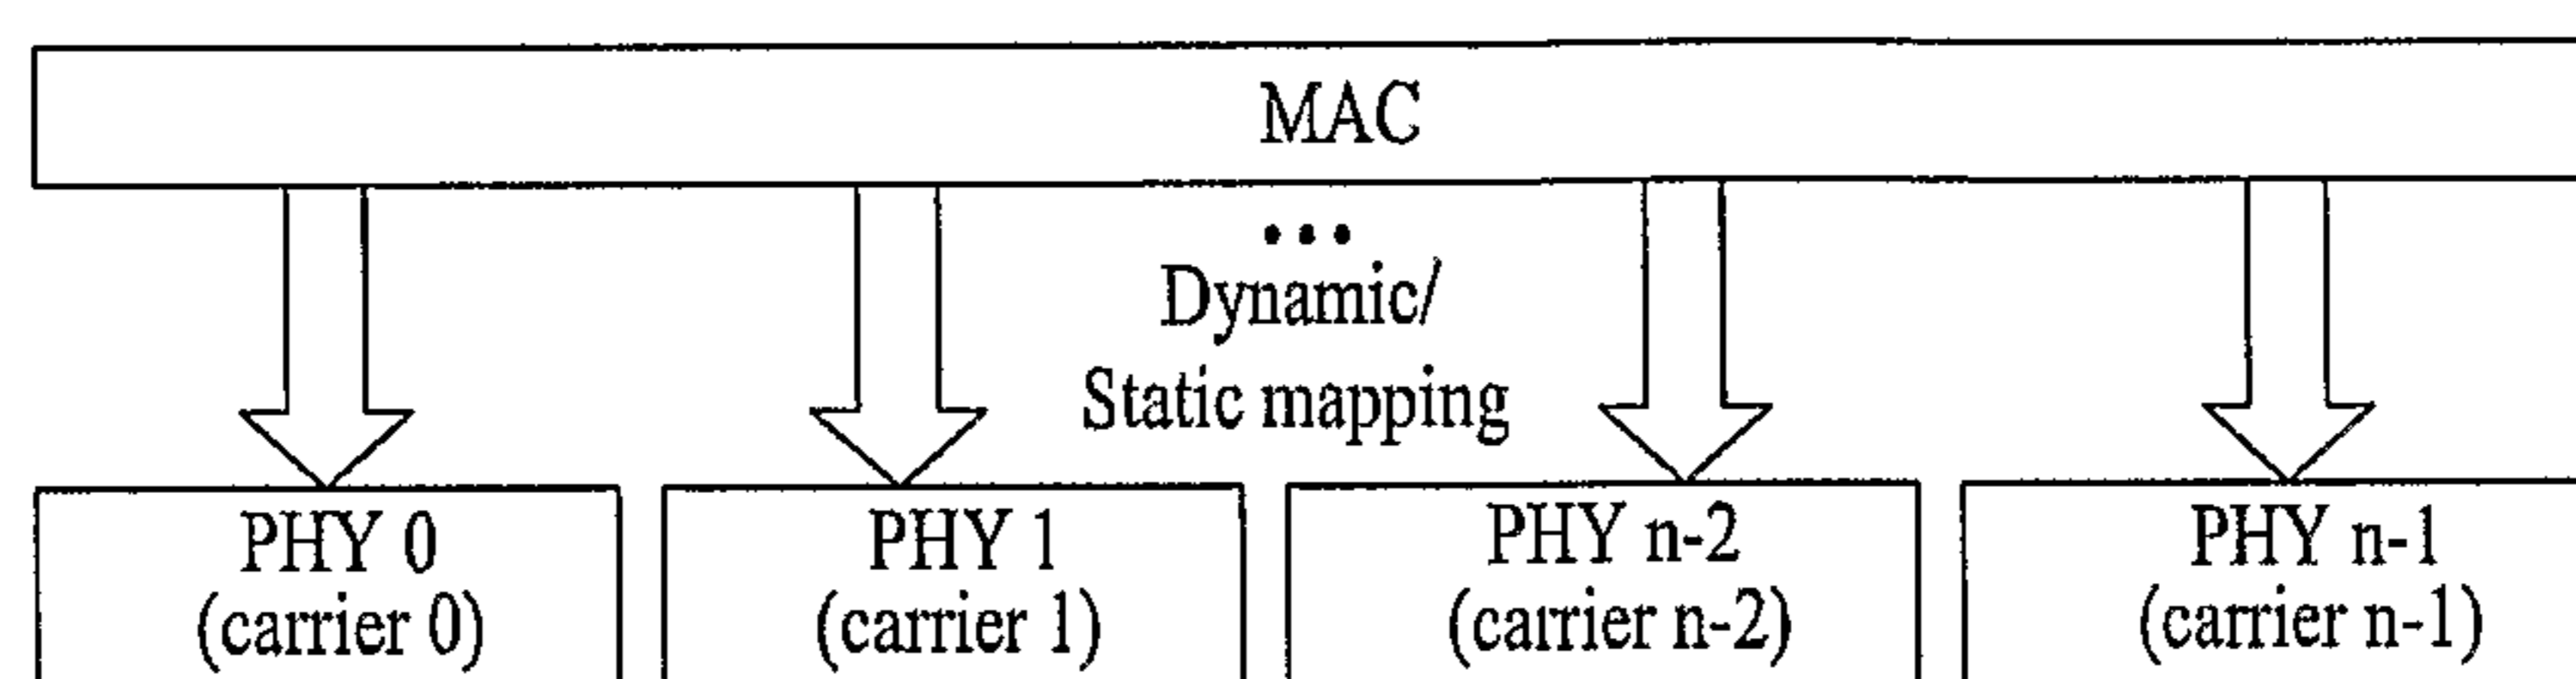 MAC
...
Dynamic/
Static mapping
PHY 0
(carrier 0)
PHY 1
(carrier 1)
PHY n-2
(carrier n-2)
PHY n-1
(carrier n-1)